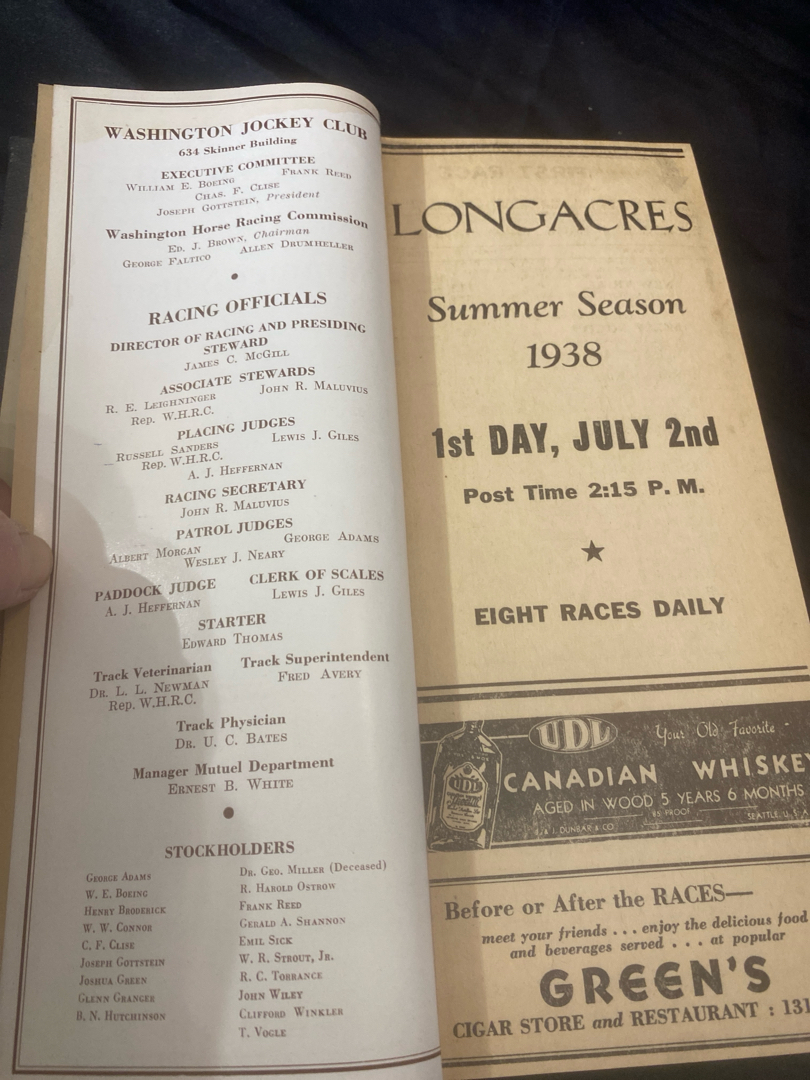 WASHINGTON JOCKEY CLUB
634 Skinner Building
EXECUTIVE COMMITTEE
WILLIAM E. BOEING FRANK REED
CHAS. F. CLISE
JOSEPH GOTTSTEIN, President
Washington Horse Racing Commission
ED. J. BROWN, Chairman
GEORGE FALTICO ALLEN DRUMHELLER
RACING OFFICIALS
DIRECTOR OF RACING AND PRESIDING
STEWARD
JAMES C. MCGILL
ASSOCIATE STEWARDS
R. E. LEIGHNINGER JOHN R. MALUVIUS
Rep. W.H.R.C.
PLACING JUDGES
RUSSELL SANDERS LEWIS J. GILES
Rep. W.H.R.C.
A. J. HEFFERNAN
RACING SECRETARY
JOHN R. MALUVIUS
PATROL JUDGES
ALBERT MORGAN GEORGE ADAMS
WESLEY J. NEARY
PADDOCK JUDGE CLERK OF SCALES
A. J. HEFFERNAN LEWIS J. GILES
STARTER
EDWARD THOMAS
Track Veterinarian Track Superintendent
DR. L. L. NEWMAN FRED AVERY
Rep. W.H.R.C.
Track Physician
DR. U. C. BATES
Manager Mutuel Department
ERNEST B. WHITE
STOCKHOLDERS
GEORGE ADAMS DR. GEO. MILLER (Deceased)
W. E. BOEING R. HAROLD OSTROW
HENRY BRODERICK FRANK REED
W. W. CONNOR GERALD A. SHANNON
C. F. CLISE EMIL SICK
JOSEPH GOTTSTEIN W. R. STROUT, JR.
JOSHUA GREEN R. C. TORRANCE
GLENN GRANGER JOHN WILEY
B. N. HUTCHINSON CLIFFORD WINKLER
T. VOGLE
LONGACRES
Summer Season
1938
1st DAY, JULY 2nd
Post Time 2:15 P. M.
EIGHT RACES DAILY
UDL Your Old Favorite
UDL
CANADIAN WHISKEY
AGED IN WOOD 5 YEARS 6 MONTHS
85 PROOF
DUNBAR & CO. SEATTLE, U.S.A
Before or After the RACES—
meet your friends . . . enjoy the delicious food
and beverages served . . . at popular
GREEN'S
CIGAR STORE and RESTAURANT : 131